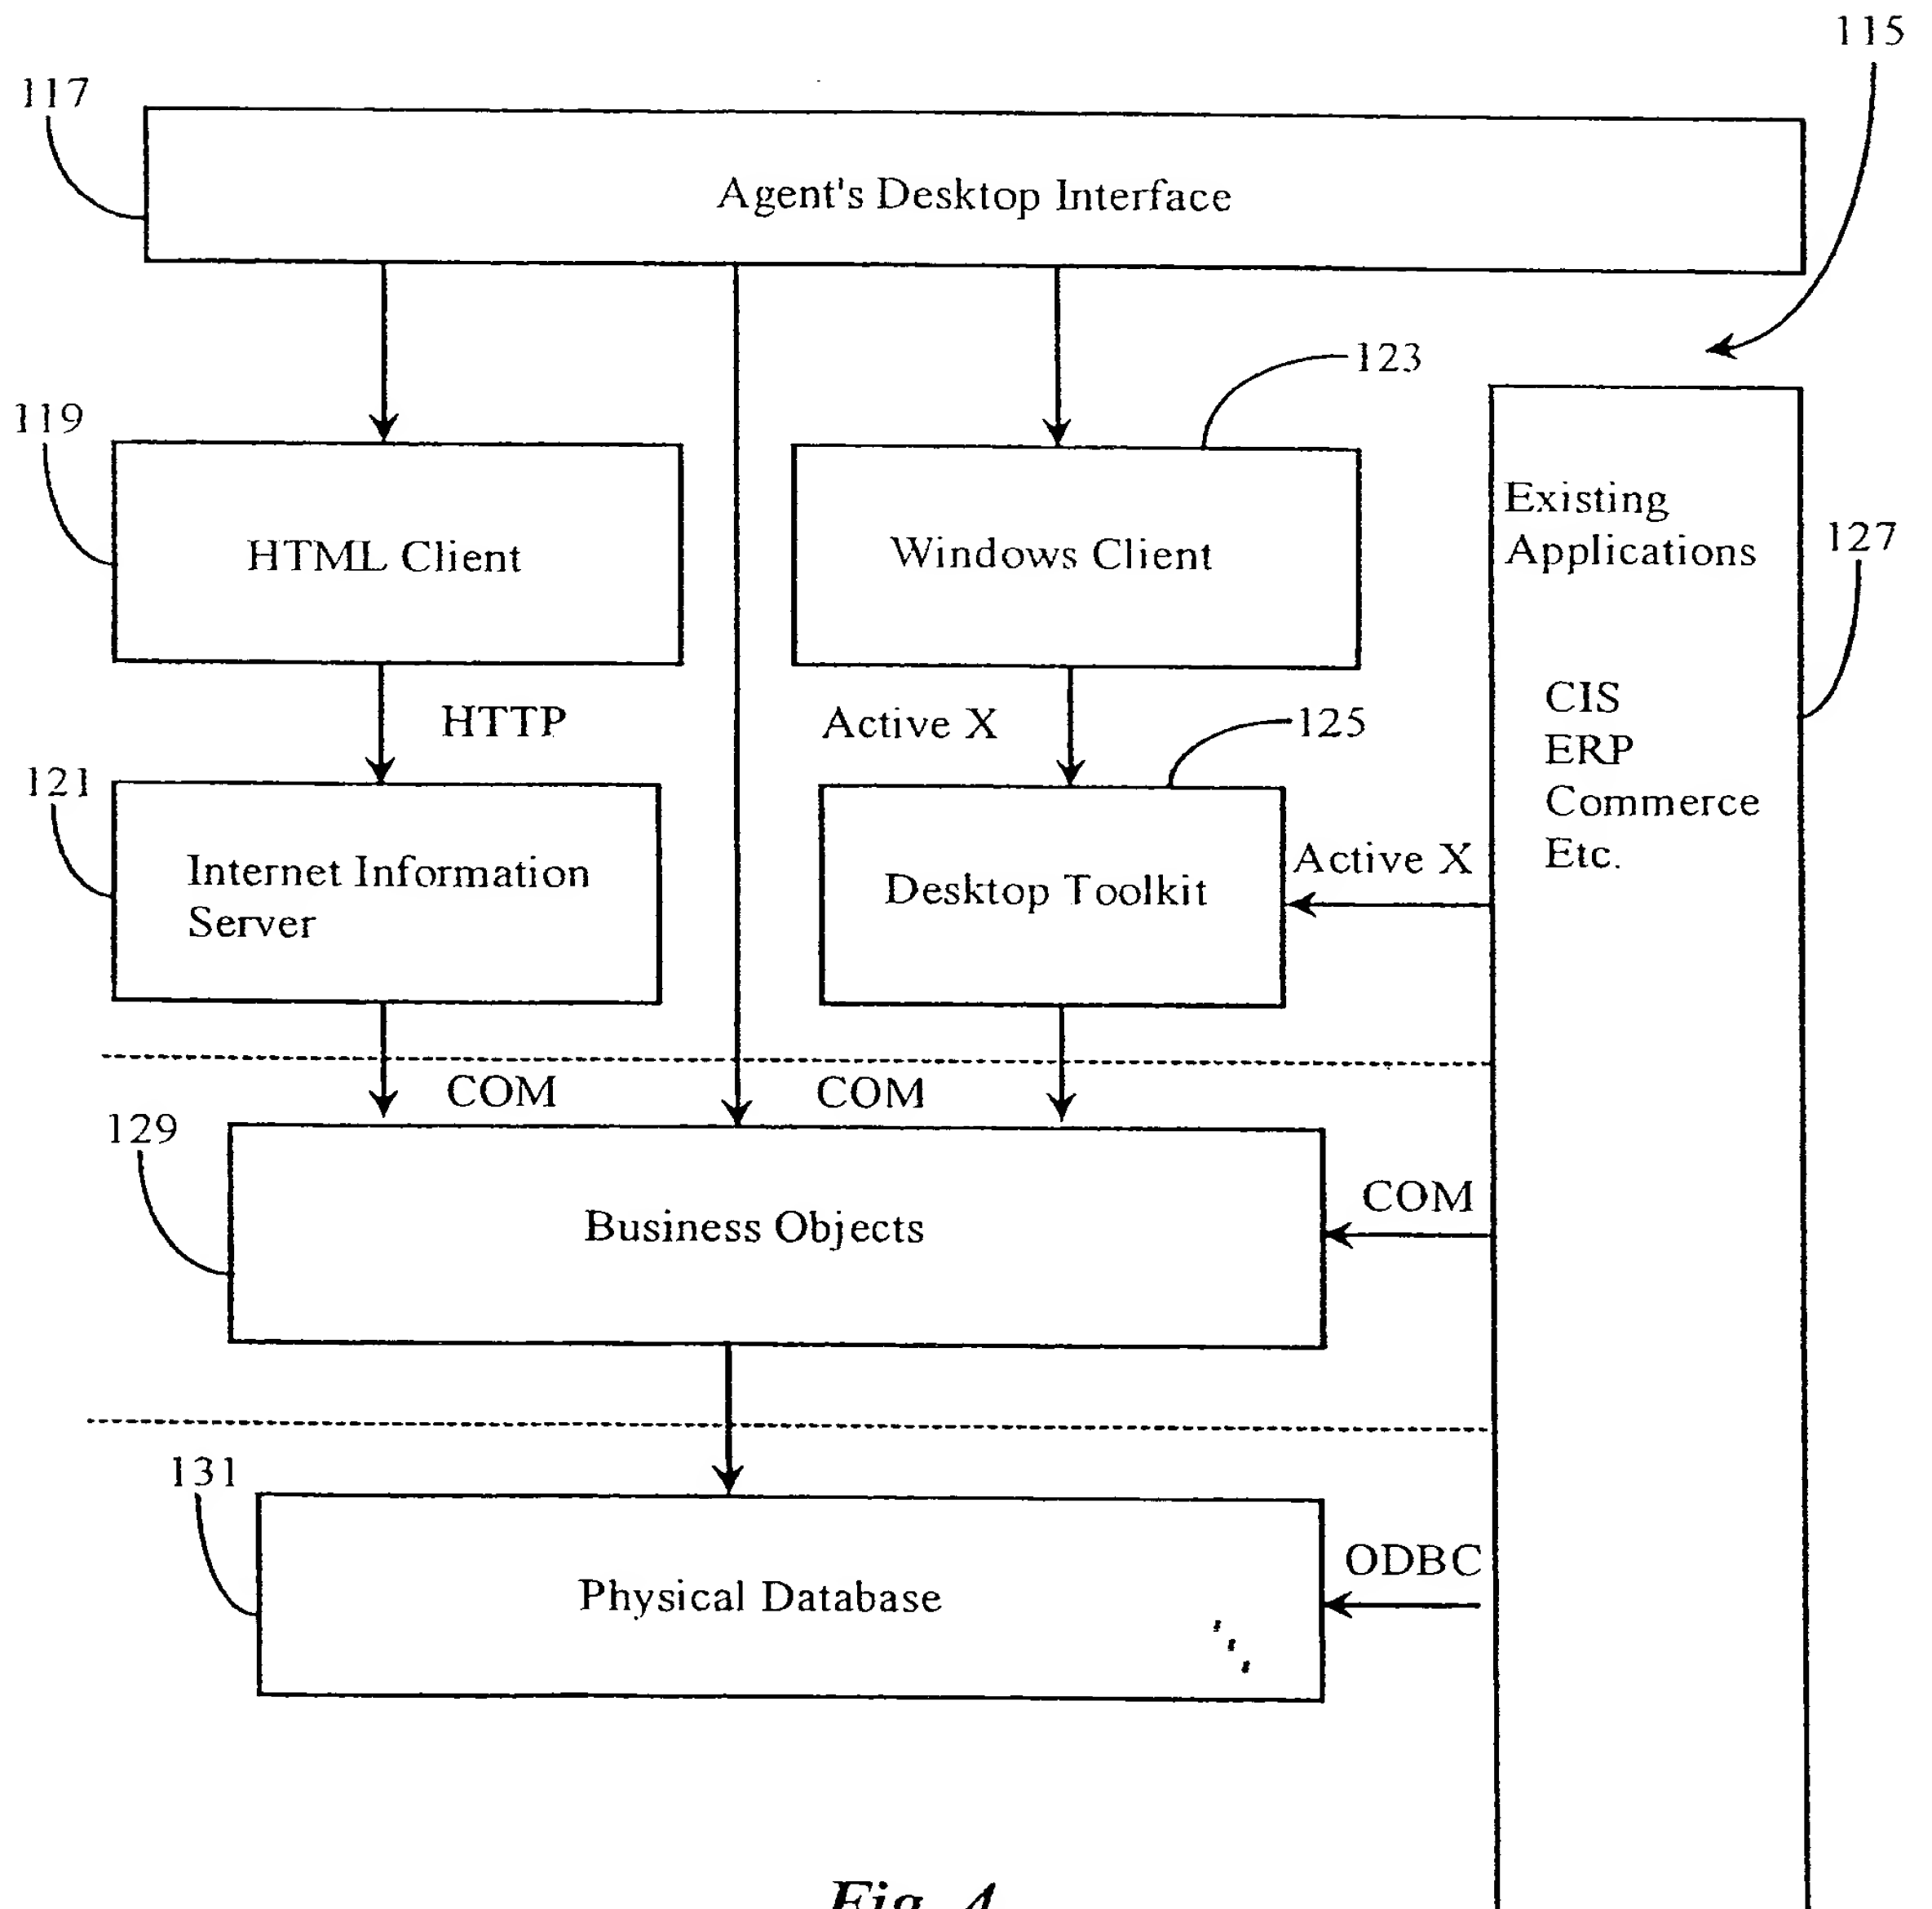 115
117
Agent's Desktop Interface
123
119
HTML Client
Windows Client
Existing
Applications
127
CIS
ERP
Commerce
Etc.
HTTP
Active X
125
121
Internet Information
Server
Desktop Toolkit
Active X
COM
COM
129
Business Objects
COM
131
Physical Database
ODBC
Fig. 4